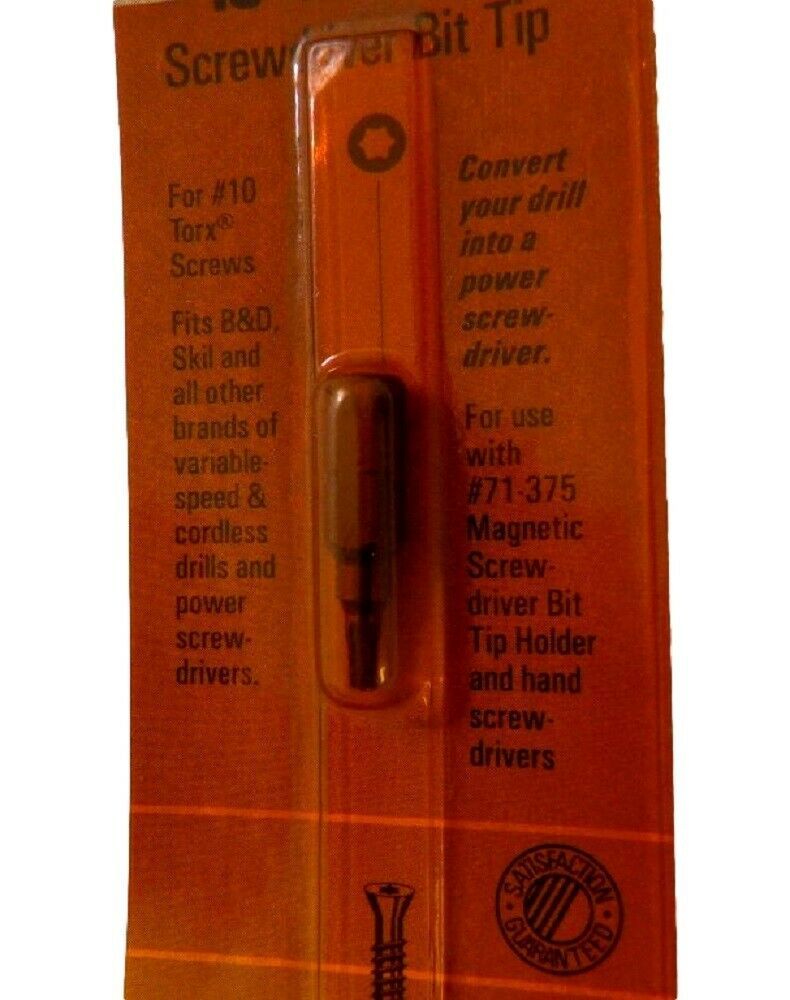 Screwdriver Bit Tip
For #10
Torx®
Screws
Fits B&D,
Skil and
all other
brands of
variable-
speed &
cordless
drills and
power
screw-
drivers.
Convert
your drill
into a
power
screw-
driver.
For use
with
#71-375
Magnetic
Screw-
driver Bit
Tip Holder
and hand
screw-
drivers
SATISFACTION
GUARANTEED